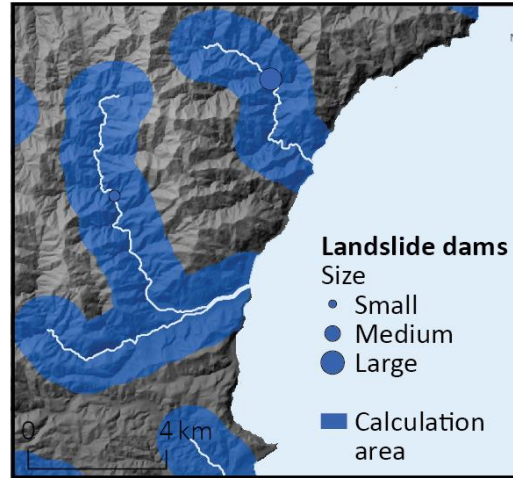 N
Landslide dams
Size
Small
Medium
Large
Calculation
area
0 4 km